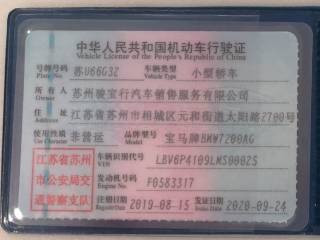 中华人民共和国机动车行驶证
Vehicle License of the People's Republic of China
号牌号码 苏U66G32 车辆类型 小型轿车
Plate No. Vehicle Type
所有人 苏州骏宝行汽车销售服务有限公司
Owner
住址 江苏省苏州市相城区元和街道太阳路2700号
Address
使用性质 非营运 品牌型号 宝马牌BMW7200AG
Use Character Model
江苏省苏州 车辆识别代号 LBV6P4109LMS00025
VIN
市公安局交 发动机号码 F0583317
Engine No.
通警察支队 注册日期 2019-08-15 发证日期 2020-09-24
Register Date Issue Date